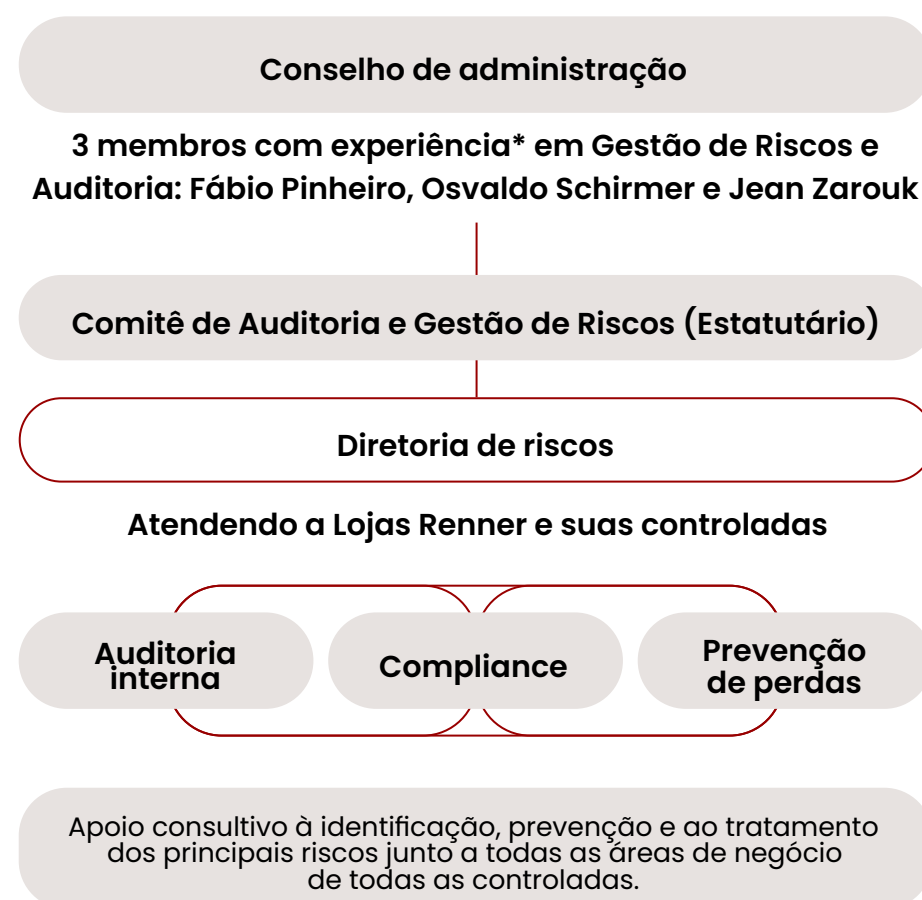 Conselho de administração
3 membros com experiência* em Gestão de Riscos e
Auditoria: Fábio Pinheiro, Osvaldo Schirmer e Jean Zarouk
Comitê de Auditoria e Gestão de Riscos (Estatutário)
Diretoria de riscos
Atendendo a Lojas Renner e suas controladas
Auditoria
interna
Compliance
Prevenção
de perdas
Apoio consultivo à identificação, prevenção e ao tratamento
dos principais riscos junto a todas as áreas de negócio
de todas as controladas.